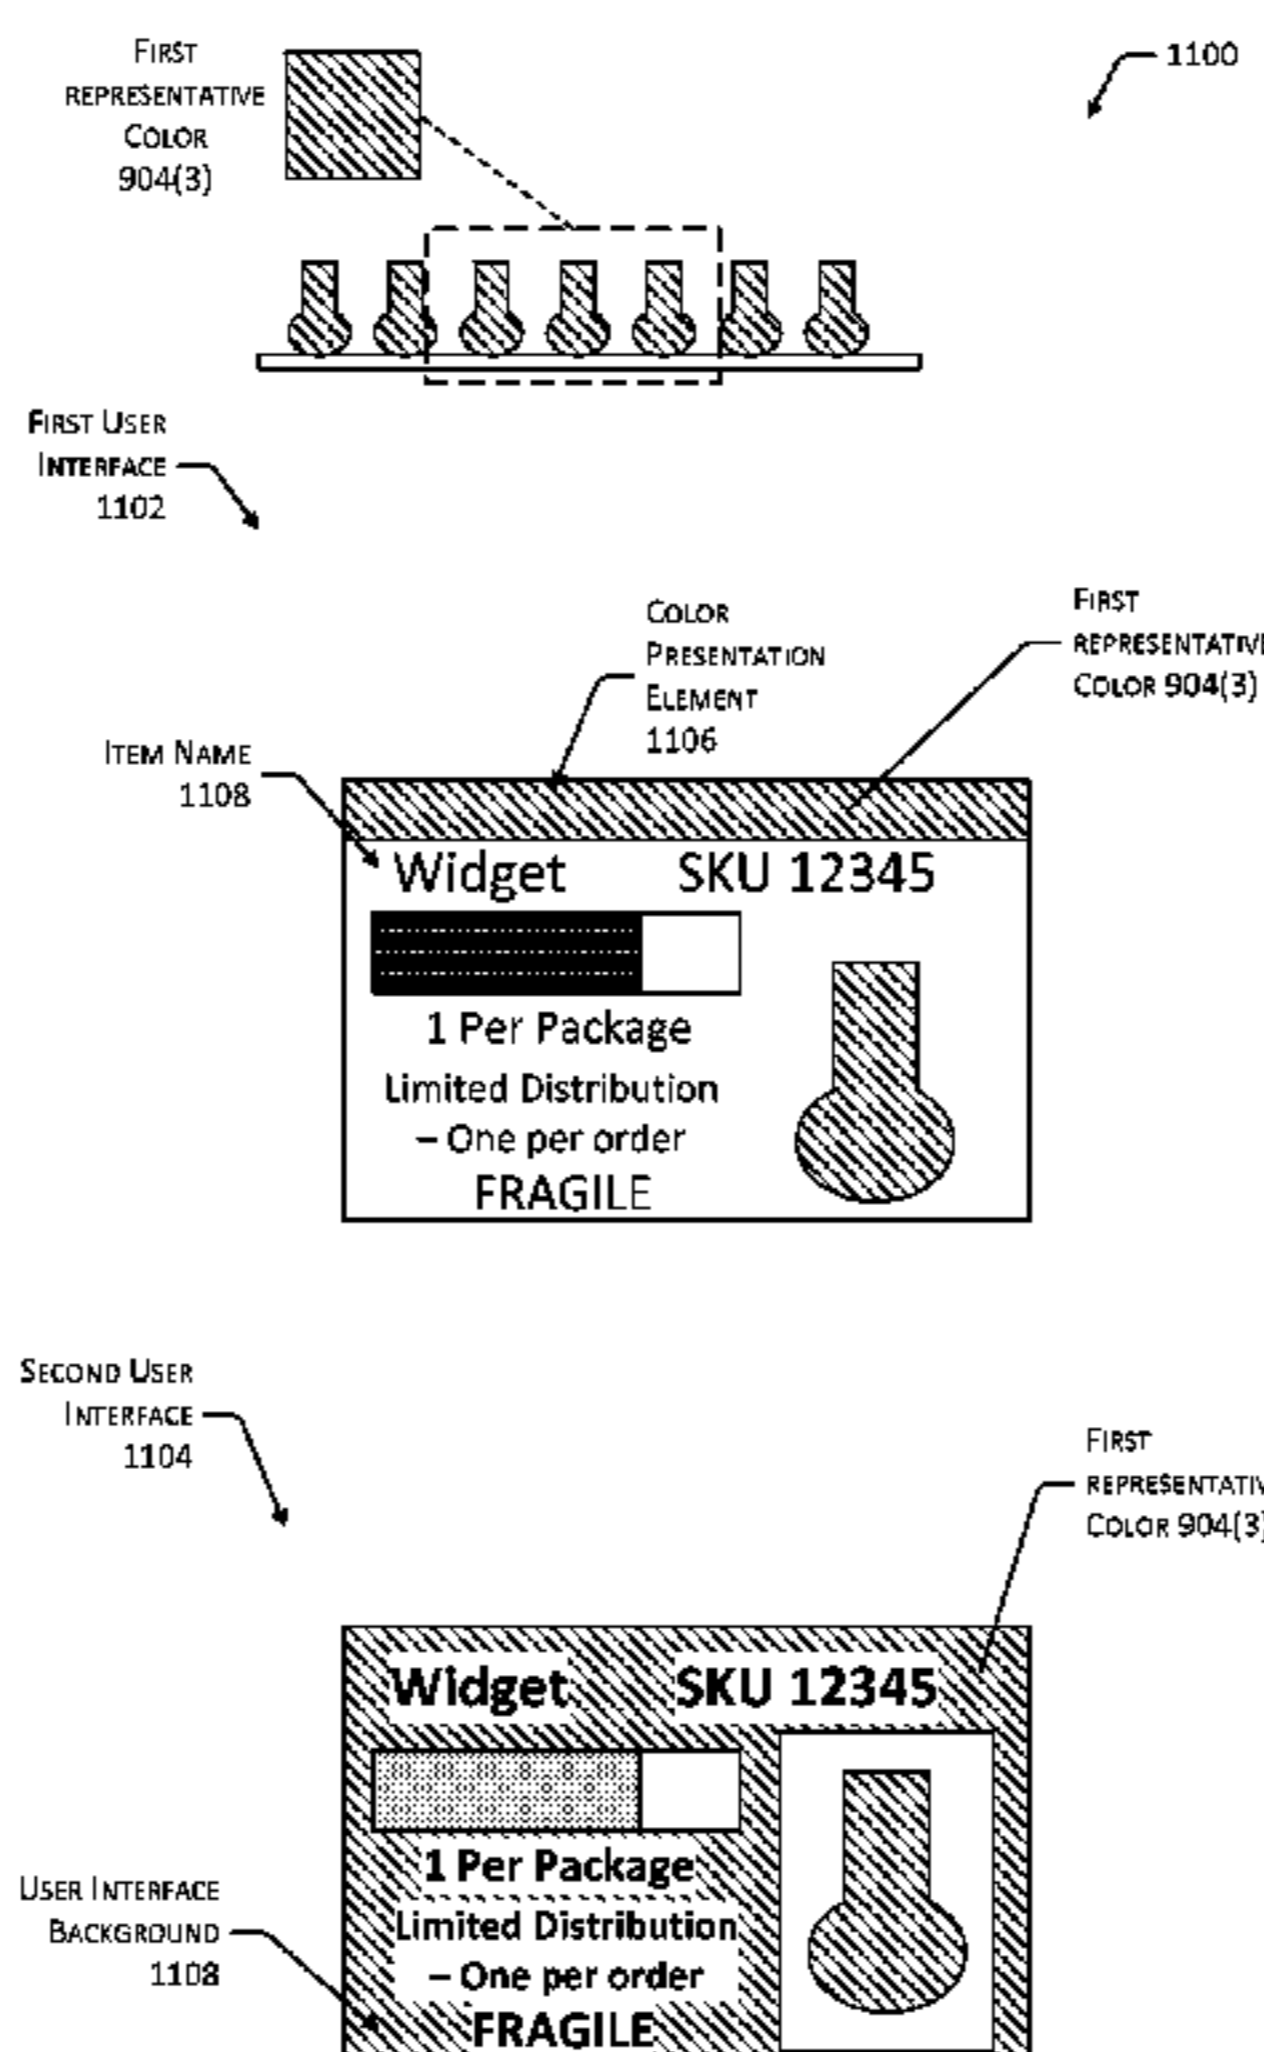 First
representative
Color
904(3)
1100
First User
Interface
1102
Color
Presentation
Element
1106
First
representative
Color 904(3)
Item Name
1108
Widget SKU 12345
1 Per Package
Limited Distribution
– One per order
FRAGILE
Second User
Interface
1104
First
representativ
Color 904(3)
Widget SKU 12345
1 Per Package
Limited Distribution
– One per order
FRAGILE
User Interface
Background
1108